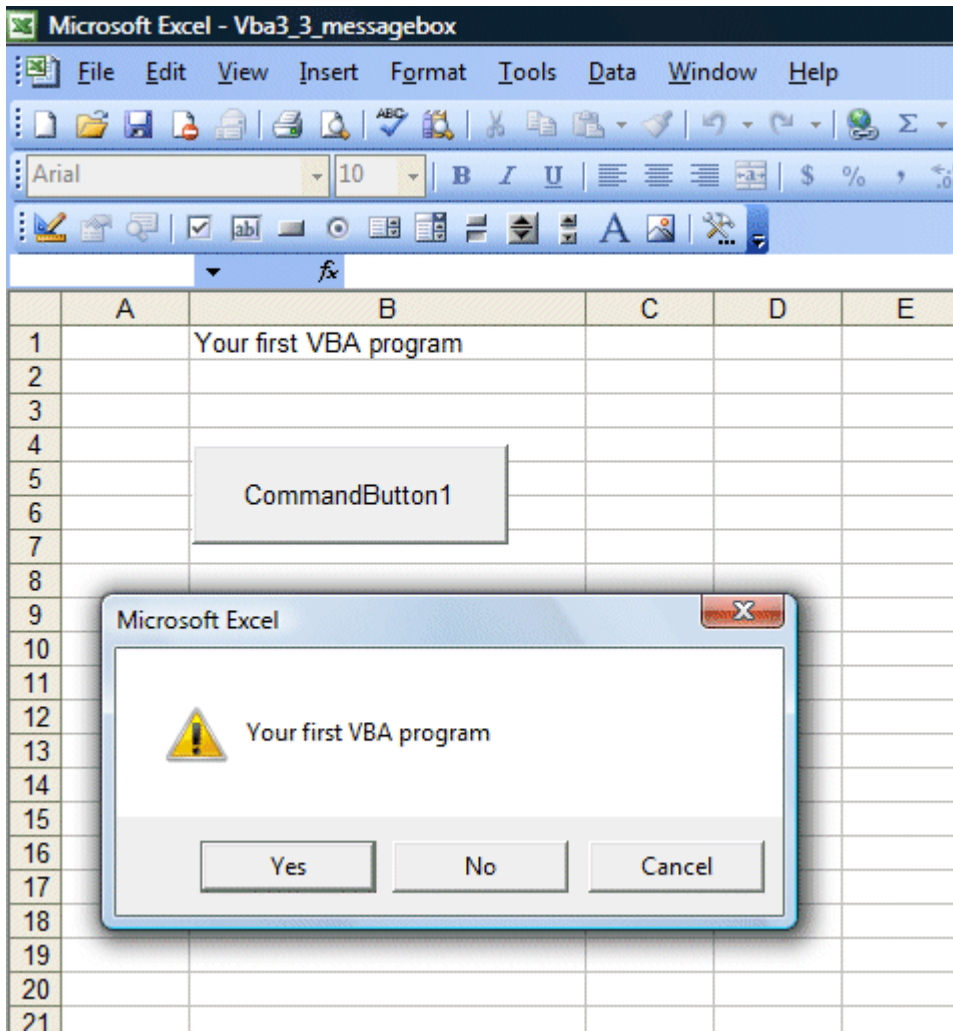 Microsoft Excel - Vba3_3_messagebox
File Edit View Insert Format Tools Data Window Help
ABC Σ
Arial 10 B I U a $ % ,
ab| A
fx
A B C D E
1 Your first VBA program
2
3
4
5
CommandButton1
6
7
8
9 Microsoft Excel X
10
11
12
Your first VBA program
13
14
15
16
Yes No Cancel
17
18
19
20
21